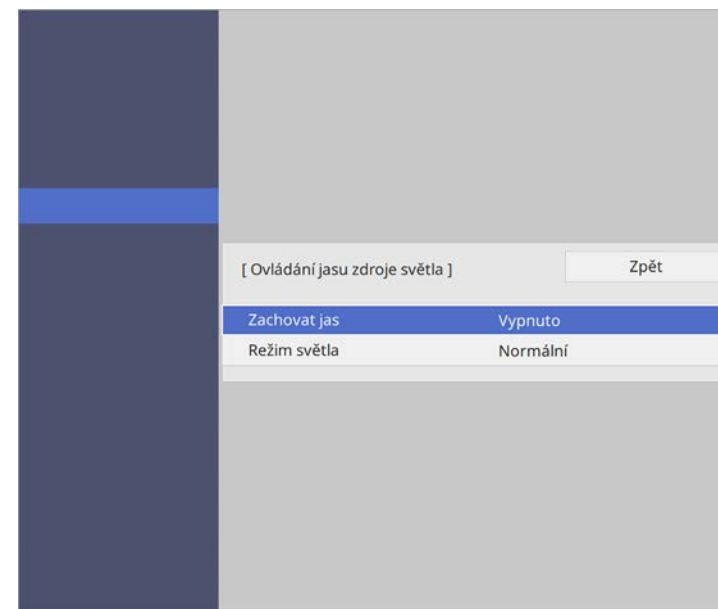 [ Ovládání jasu zdroje světla ] Zpět
Zachovat jas Vypnuto
Režim světla Normální